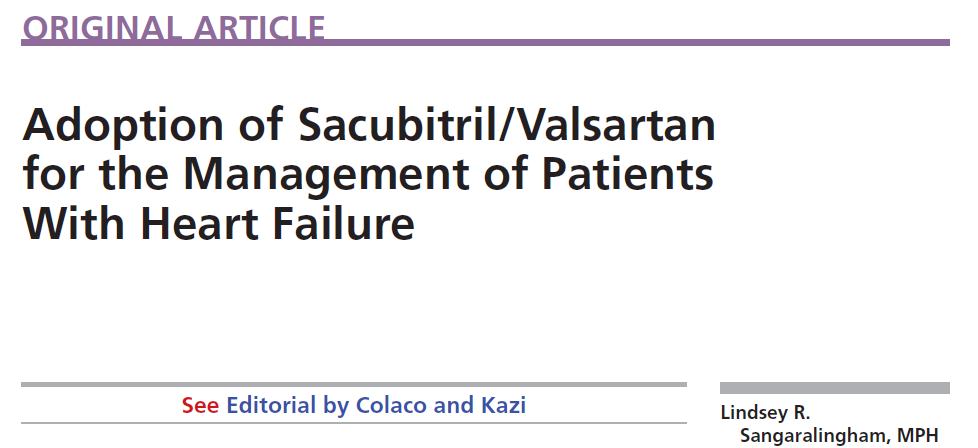 ORIGINAL ARTICLE
Adoption of Sacubitril/Valsartan
for the Management of Patients
With Heart Failure
See Editorial by Colaco and Kazi
Lindsey R.
Sangaralingham, MPH